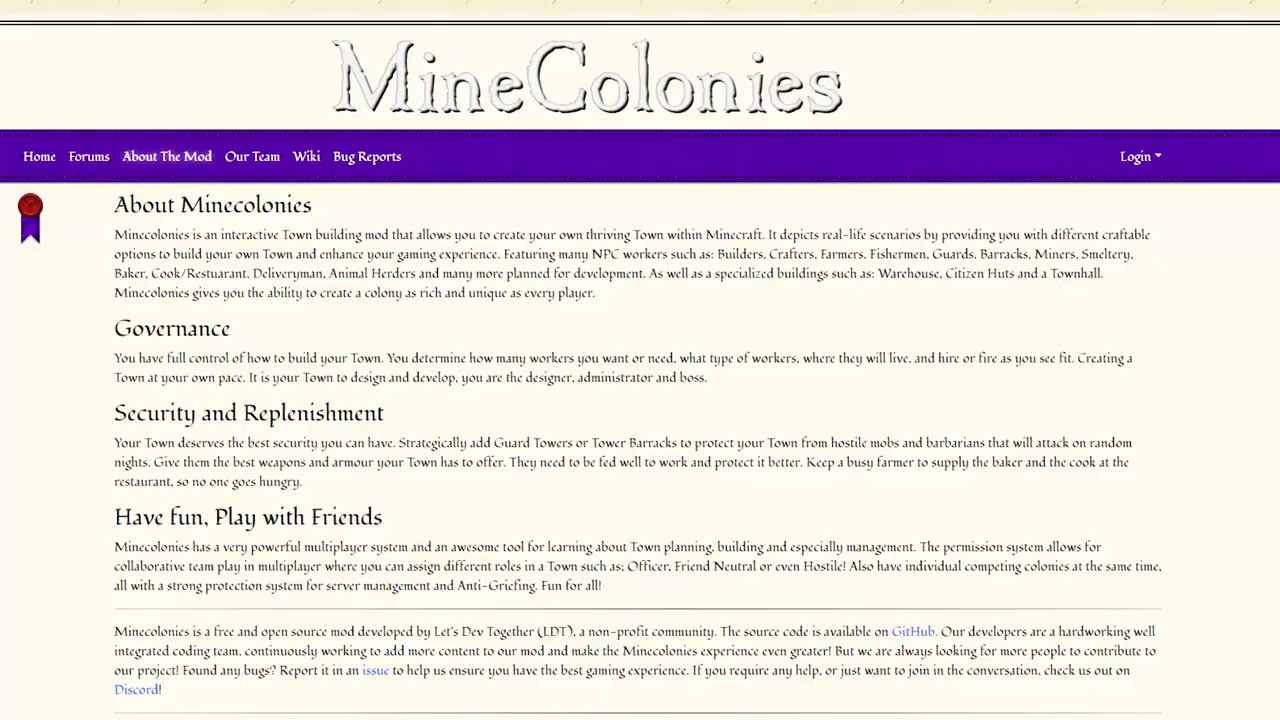 MineColonies
Home Forums About The Mod Our Team Wiki Bug Reports Login
About Minecolonies
Minecolonies is an interactive Town building mod that allows you to create your own thriving Town within Minecraft. It depicts real-life scenarios by providing you with different craftable
options to build your own Town and enhance your gaming experience. Featuring many NPC workers such as: Builders, Crafters, Farmers, Fishermen, Guards, Barracks, Miners, Smeltery,
Baker, Cook/Restuarant, Deliveryman, Animal Herders and many more planned for development. As well as a specialized buildings such as: Warehouse, Citizen Huts and a Townhall.
Minecolonies gives you the ability to create a colony as rich and unique as every player.
Governance
You have full control of how to build your Town. You determine how many workers you want or need, what type of workers, where they will live, and hire or fire as you see fit. Creating a
Town at your own pace. It is your Town to design and develop, you are the designer, administrator and boss.
Security and Replenishment
Your Town deserves the best security you can have. Strategically add Guard Towers or Tower Barracks to protect your Town from hostile mobs and barbarians that will attack on random
nights. Give them the best weapons and armour your Town has to offer. They need to be fed well to work and protect it better. Keep a busy farmer to supply the baker and the cook at the
restaurant, so no one goes hungry.
Have fun, Play with Friends
Minecolonies has a very powerful multiplayer system and an awesome tool for learning about Town planning, building and especially management. The permission system allows for
collaborative team play in multiplayer where you can assign different roles in a Town such as; Officer, Friend Neutral or even Hostile! Also have individual competing colonies at the same time,
all with a strong protection system for server management and Anti-Griefing. Fun for all!
Minecolonies is a free and open source mod developed by Let's Dev Together (LDT), a non-profit community. The source code is available on GitHub. Our developers are a hardworking well
integrated coding team, continuously working to add more content to our mod and make the Minecolonies experience even greater! But we are always looking for more people to contribute to
our project! Found any bugs? Report it in an issue to help us ensure you have the best gaming experience. If you require any help, or just want to join in the conversation, check us out on
Discord!